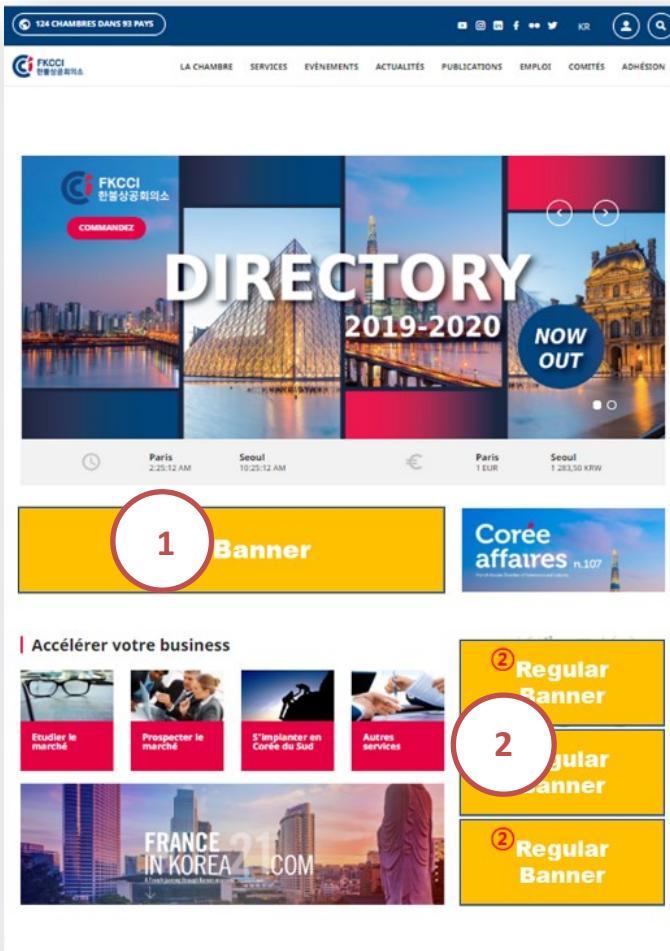 124 CHAMBRES DANS 93 PAYS
KR
FKCCI
한불상공회의소
LA CHAMBRE SERVICES EVÈNEMENTS ACTUALITÉS PUBLICATIONS EMPLOI COMITÉS ADHÉSION
FKCCI
한불상공회의소
COMMANDEZ
DIRECTORY
2019-2020
NOW
OUT
Paris Seoul Paris Seoul
2:25:12 AM 10:25:12 AM 1 EUR 1 283,50 KRW
1
Banner
Corée
affaires n.107
Accélérer votre business
Etudier le
marché
Prospecter le
marché
S'implanter en
Corée du Sud
Autres
services
FRANCE
IN KOREA 21 .COM
② Regular
Banner
2
Banner
② Regular
Banner